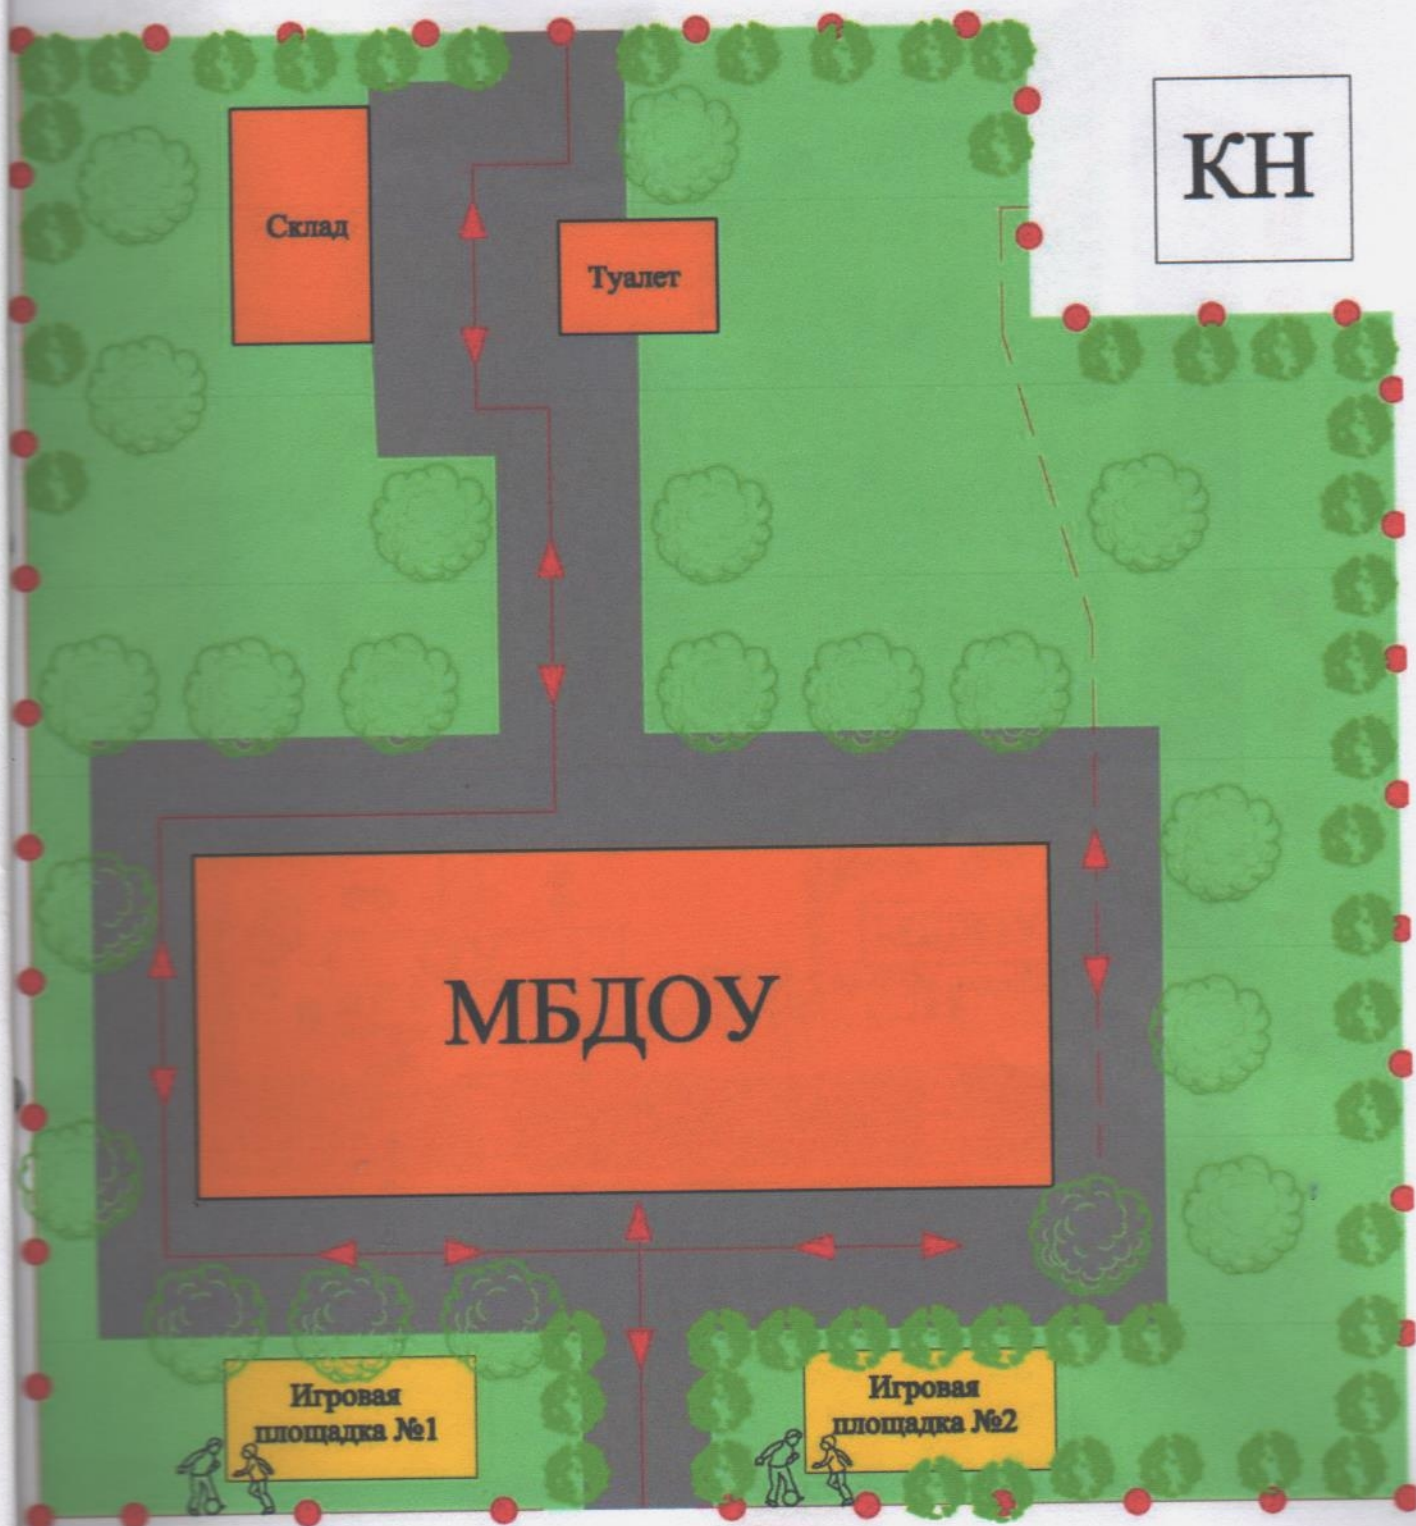 КН
Склад
Туалет
МБДОУ
Игровая
площадка №1
Игровая
площадка №2